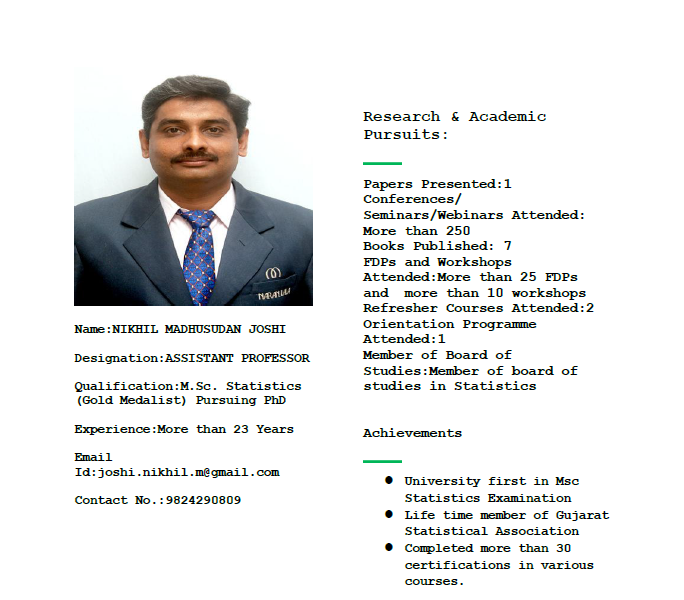 NARAYANA
Name:NIKHIL MADHUSUDAN JOSHI
Designation:ASSISTANT PROFESSOR
Qualification:M.Sc. Statistics
(Gold Medalist) Pursuing PhD
Experience:More than 23 Years
Email
Id:joshi.nikhil.m@gmail.com
Contact No.:9824290809
Research & Academic
Pursuits:
Papers Presented:1
Conferences/
Seminars/Webinars Attended:
More than 250
Books Published: 7
FDPs and Workshops
Attended:More than 25 FDPs
and  more than 10 workshops
Refresher Courses Attended:2
Orientation Programme
Attended:1
Member of Board of
Studies:Member of board of
studies in Statistics
Achievements
● University first in Msc
Statistics Examination
● Life time member of Gujarat
Statistical Association
● Completed more than 30
certifications in various
courses.